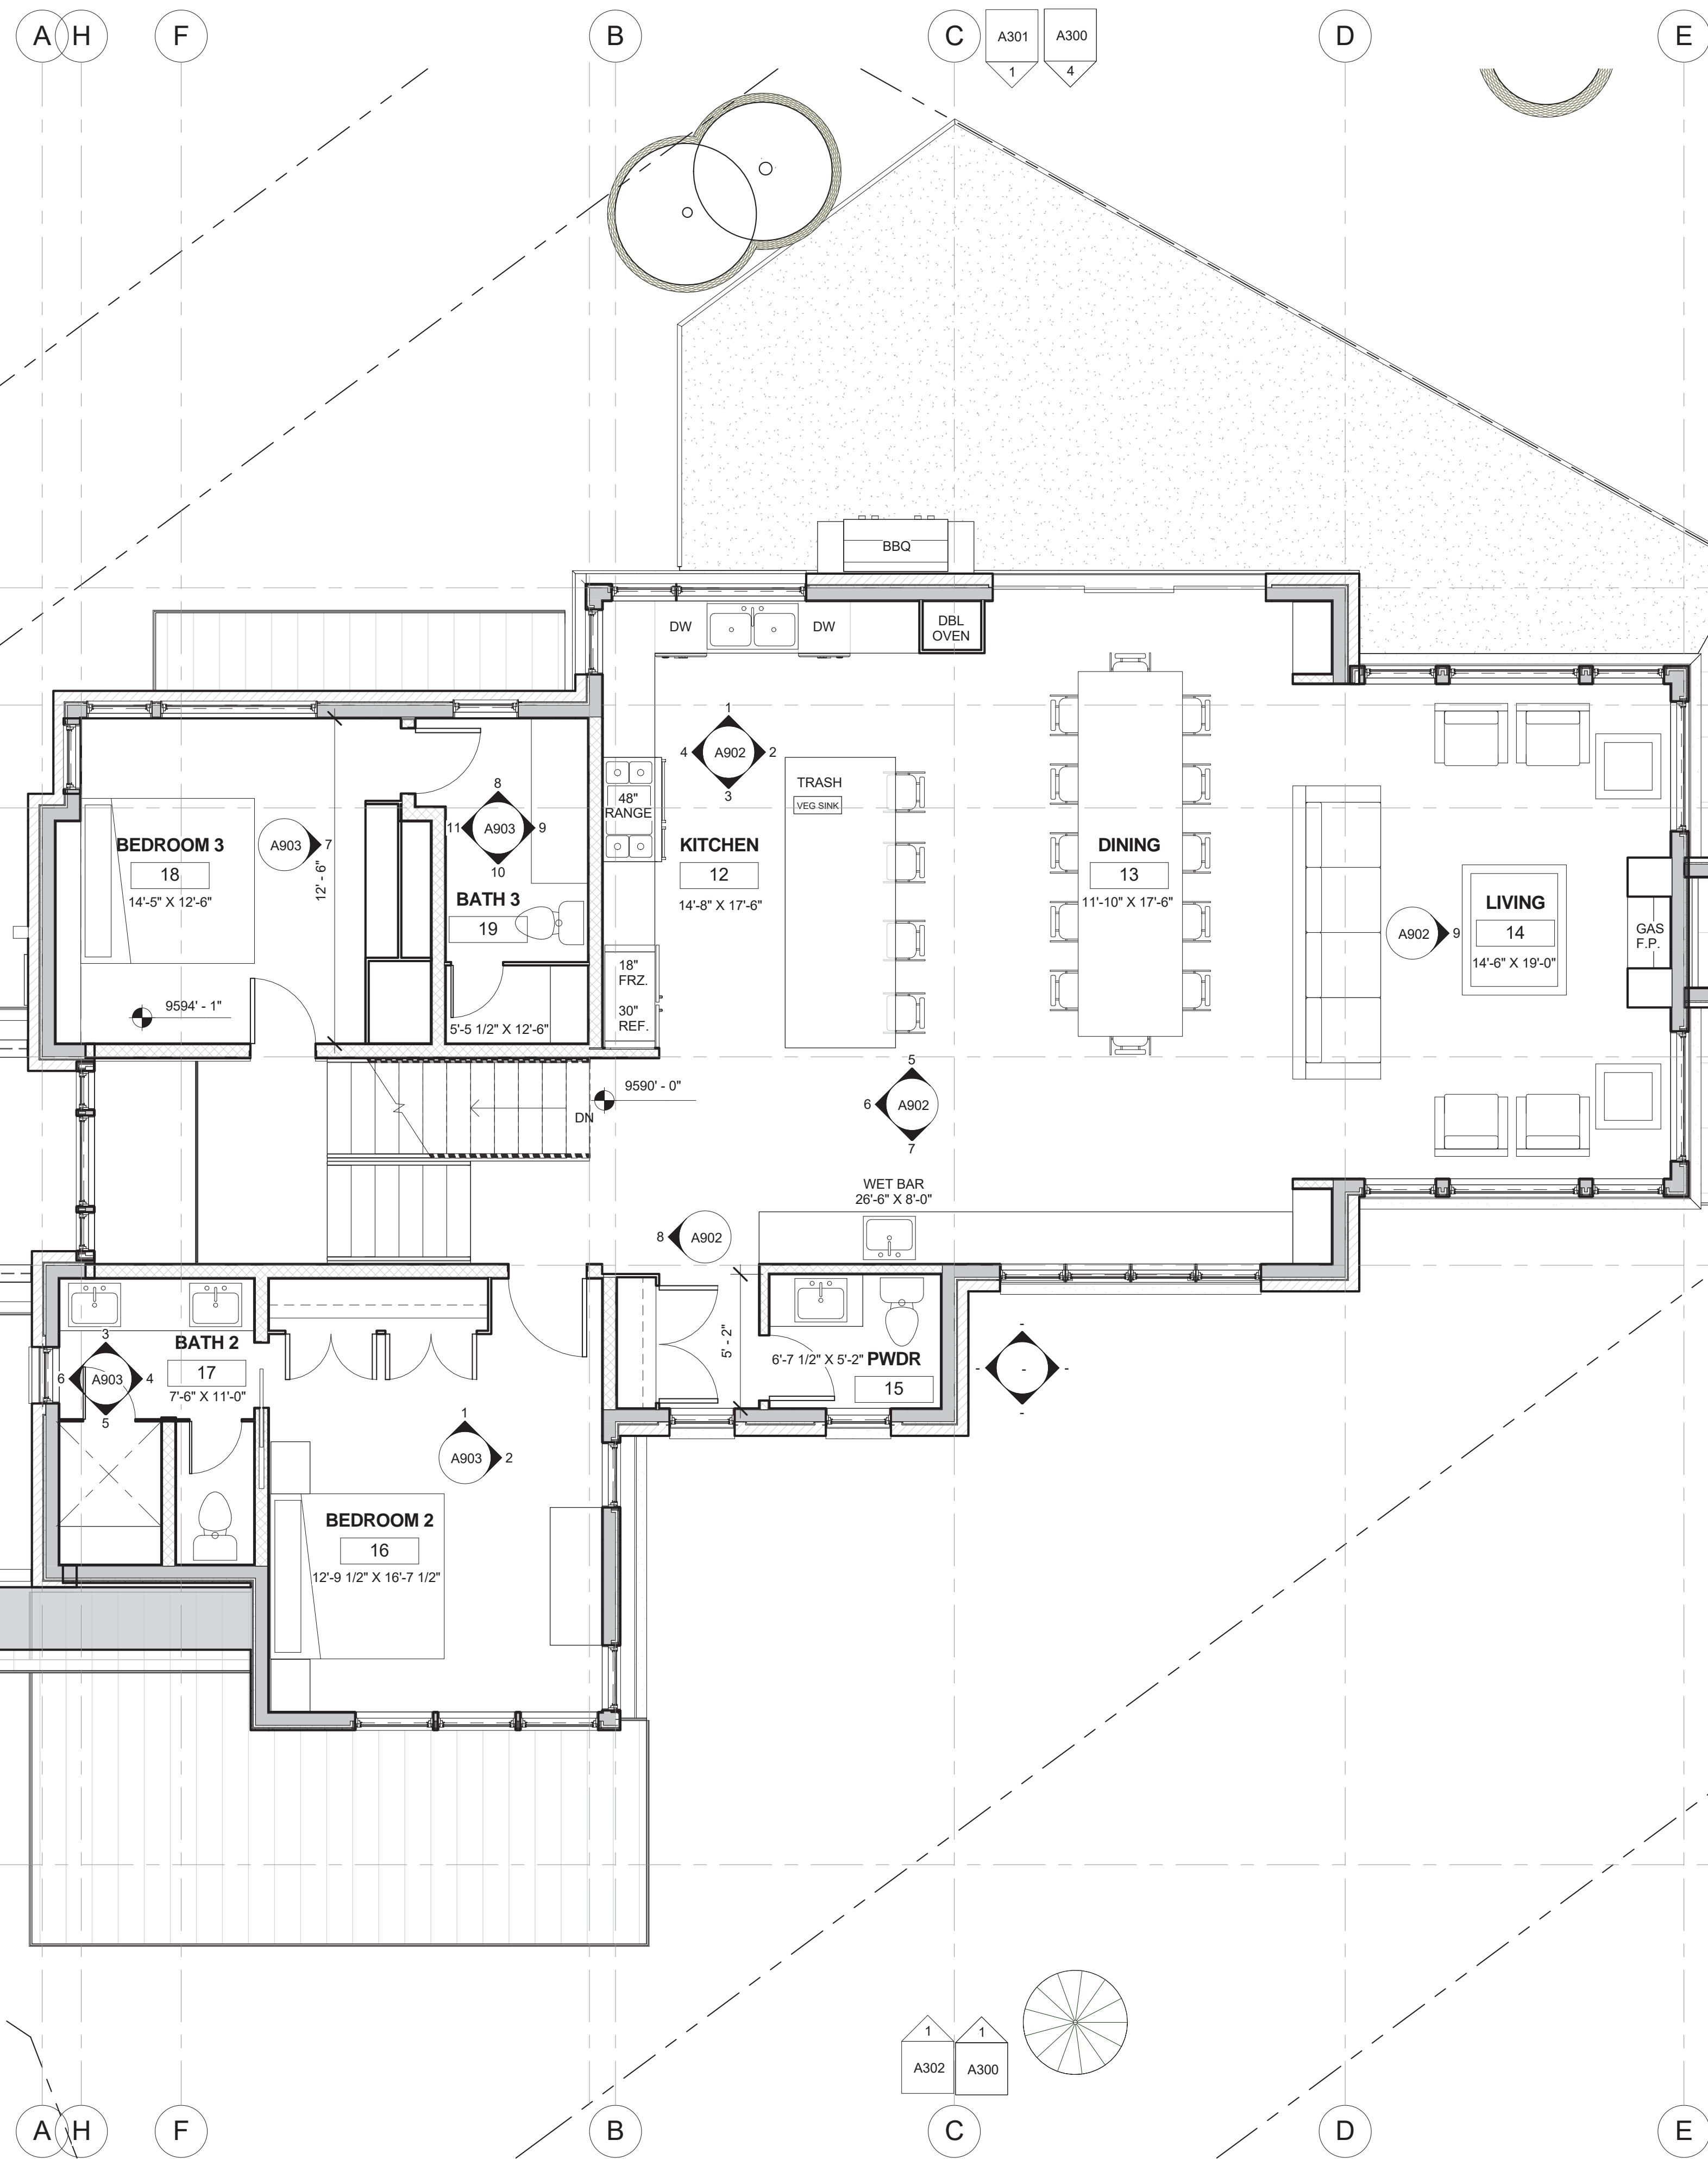 A H F B C D E
A301 A300
1 4
BBQ
DW DW DBL
OVEN
1
4 A902 2
3
TRASH
VEG SINK
48"
RANGE
8
11 A903 9
10
BEDROOM 3
18
14'-5" X 12'-6"
A903 7
12' - 6"
BATH 3
19
KITCHEN
12
14'-8" X 17'-6"
DINING
13
11'-10" X 17'-6"
LIVING
14
14'-6" X 19'-0"
A902 9
GAS
F.P.
18"
FRZ.
30"
REF.
9594' - 1"
5'-5 1/2" X 12'-6"
9590' - 0"
DN
5
6 A902
7
WET BAR
26'-6" X 8'-0"
8 A902
3
6 A903 4
5
BATH 2
17
7'-6" X 11'-0"
5' - 2"
6'-7 1/2" X 5'-2" PWDR
15
-
- - -
-
1
A903 2
BEDROOM 2
16
12'-9 1/2" X 16'-7 1/2"
1 1
A302 A300
A H F B C D E